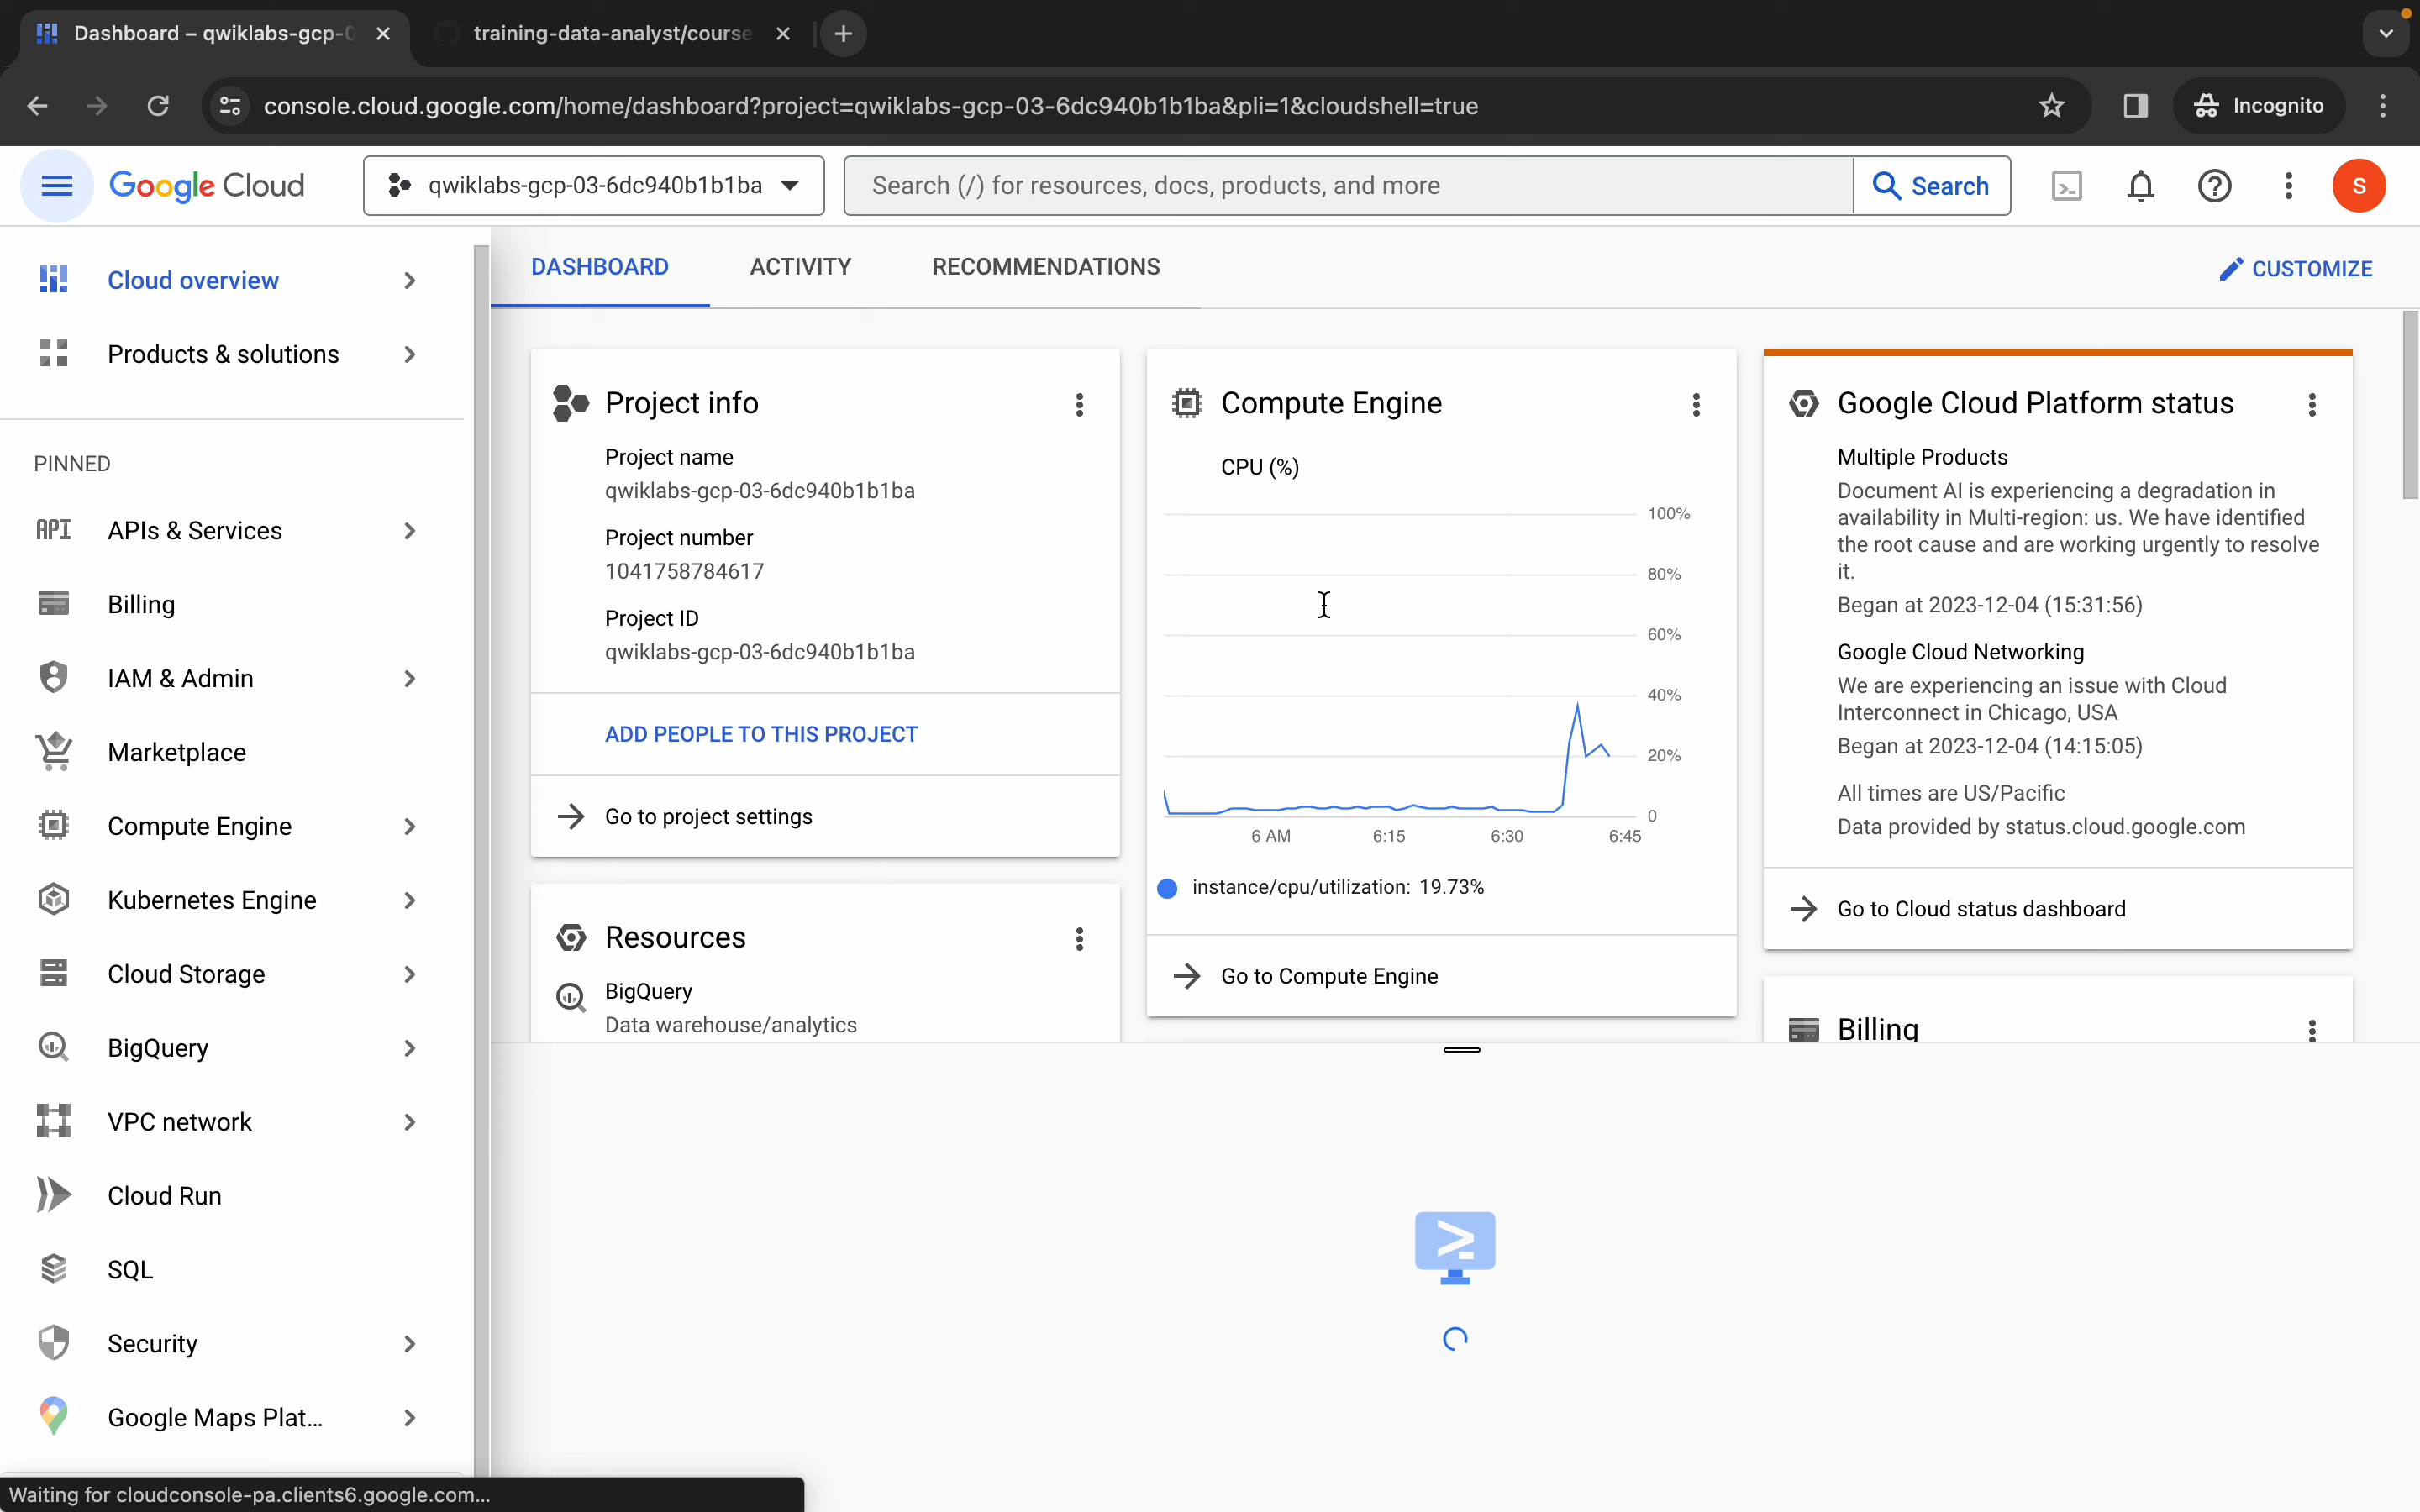 Dashboard – qwiklabs-gcp-0
training-data-analyst/course
console.cloud.google.com/home/dashboard?project=qwiklabs-gcp-03-6dc940b1b1ba&pli=1&cloudshell=true
Incognito
Google Cloud
qwiklabs-gcp-03-6dc940b1b1ba
Search (/) for resources, docs, products, and more
Search
S
Cloud overview
Products & solutions
PINNED
API
APIs & Services
Billing
IAM & Admin
Marketplace
Compute Engine
Kubernetes Engine
Cloud Storage
BigQuery
VPC network
Cloud Run
SQL
Security
Google Maps Plat...
DASHBOARD
ACTIVITY
RECOMMENDATIONS
CUSTOMIZE
Project info
Project name
qwiklabs-gcp-03-6dc940b1b1ba
Project number
1041758784617
Project ID
qwiklabs-gcp-03-6dc940b1b1ba
ADD PEOPLE TO THIS PROJECT
Go to project settings
Resources
BigQuery
Data warehouse/analytics
Compute Engine
CPU (%)
100%
80%
60%
40%
20%
0
6 AM
6:15
6:30
6:45
instance/cpu/utilization: 19.73%
Go to Compute Engine
Google Cloud Platform status
Multiple Products
Document AI is experiencing a degradation in
availability in Multi-region: us. We have identified
the root cause and are working urgently to resolve
it.
Began at 2023-12-04 (15:31:56)
Google Cloud Networking
We are experiencing an issue with Cloud
Interconnect in Chicago, USA
Began at 2023-12-04 (14:15:05)
All times are US/Pacific
Data provided by status.cloud.google.com
Go to Cloud status dashboard
Billing
Waiting for cloudconsole-pa.clients6.google.com...